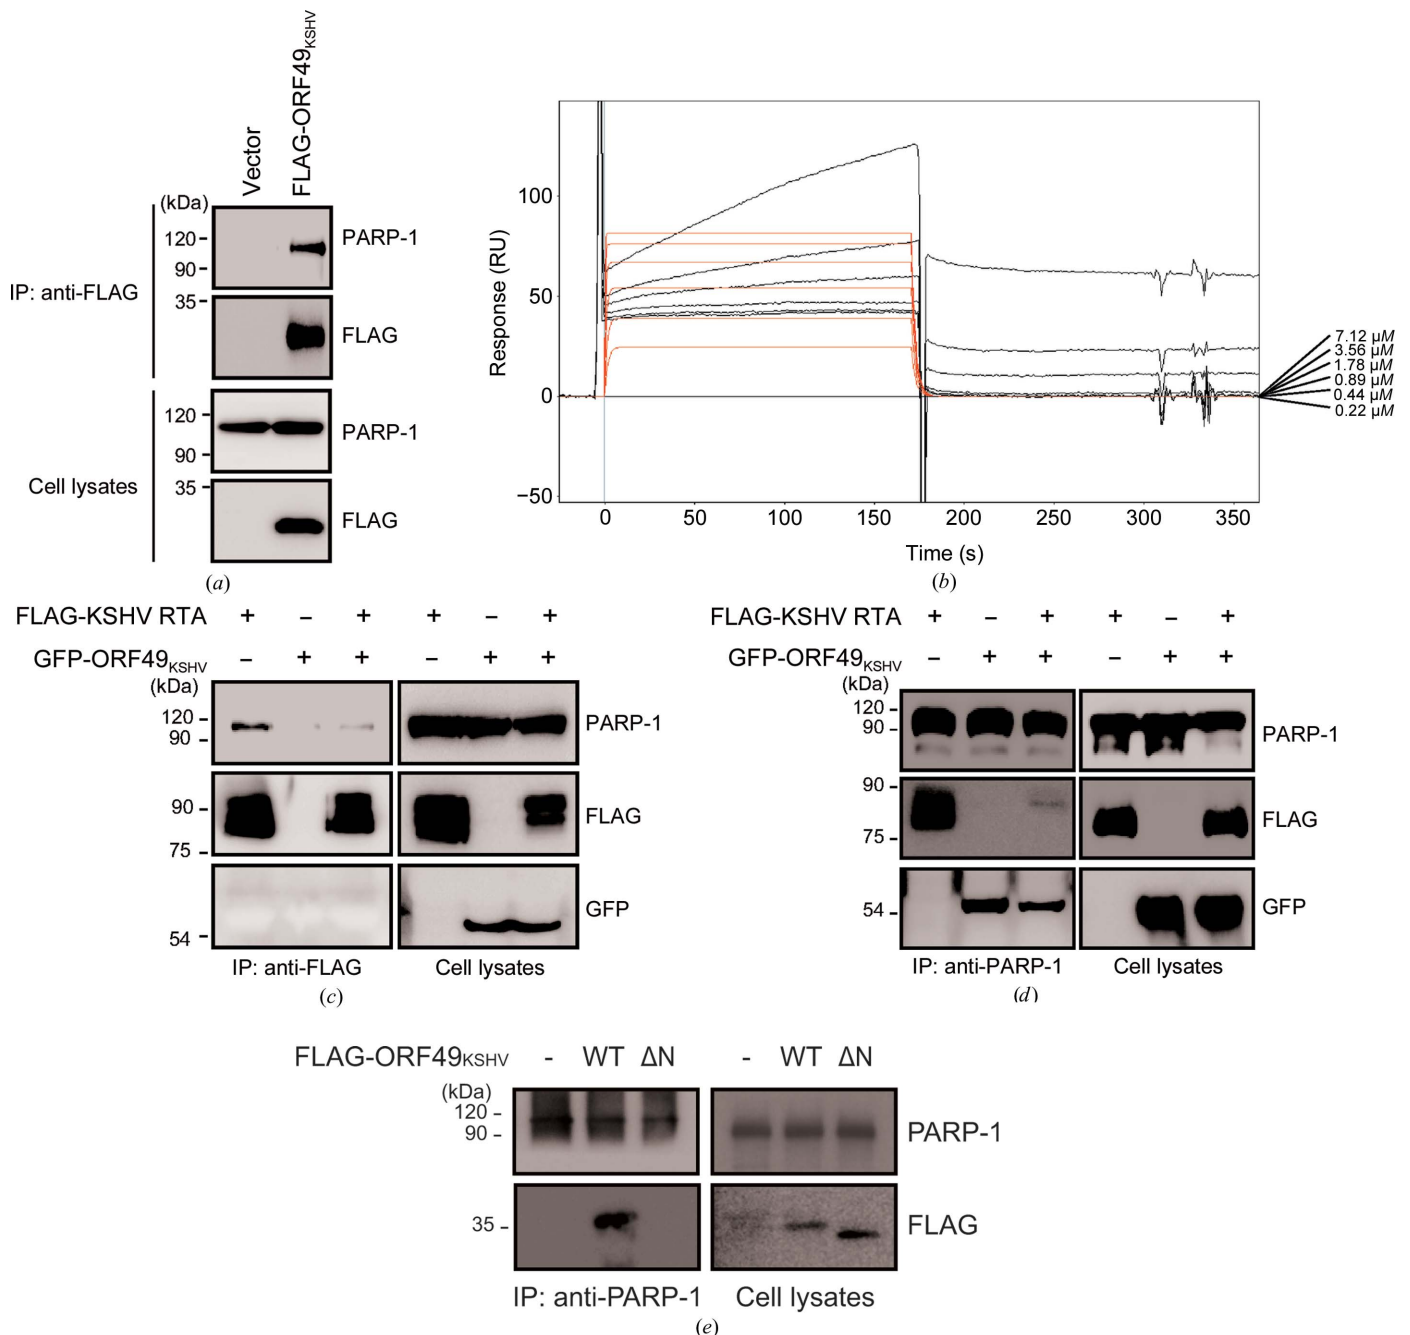 Vector
FLAG-ORF49KSHV
(kDa)
120
90
PARP-1
IP: anti-FLAG
35
FLAG
120
90
PARP-1
Cell lysates
35
FLAG
(a)
Response (RU)
100
50
0
−50
0 50 100 150 200 250 300 350
Time (s)
7.12 µM
3.56 µM
1.78 µM
0.89 µM
0.44 µM
0.22 µM
(b)
FLAG-KSHV RTA + − + + − +
GFP-ORF49KSHV − + + − + +
(kDa)
120
90
PARP-1
90
75
FLAG
54
GFP
IP: anti-FLAG Cell lysates
(c)
FLAG-KSHV RTA + − + + − +
GFP-ORF49KSHV − + + − + +
(kDa)
120
90
PARP-1
90
75
FLAG
54
GFP
IP: anti-PARP-1 Cell lysates
(d)
FLAG-ORF49KSHV - WT ΔN - WT ΔN
(kDa)
120
90
PARP-1
35
FLAG
IP: anti-PARP-1 Cell lysates
(e)